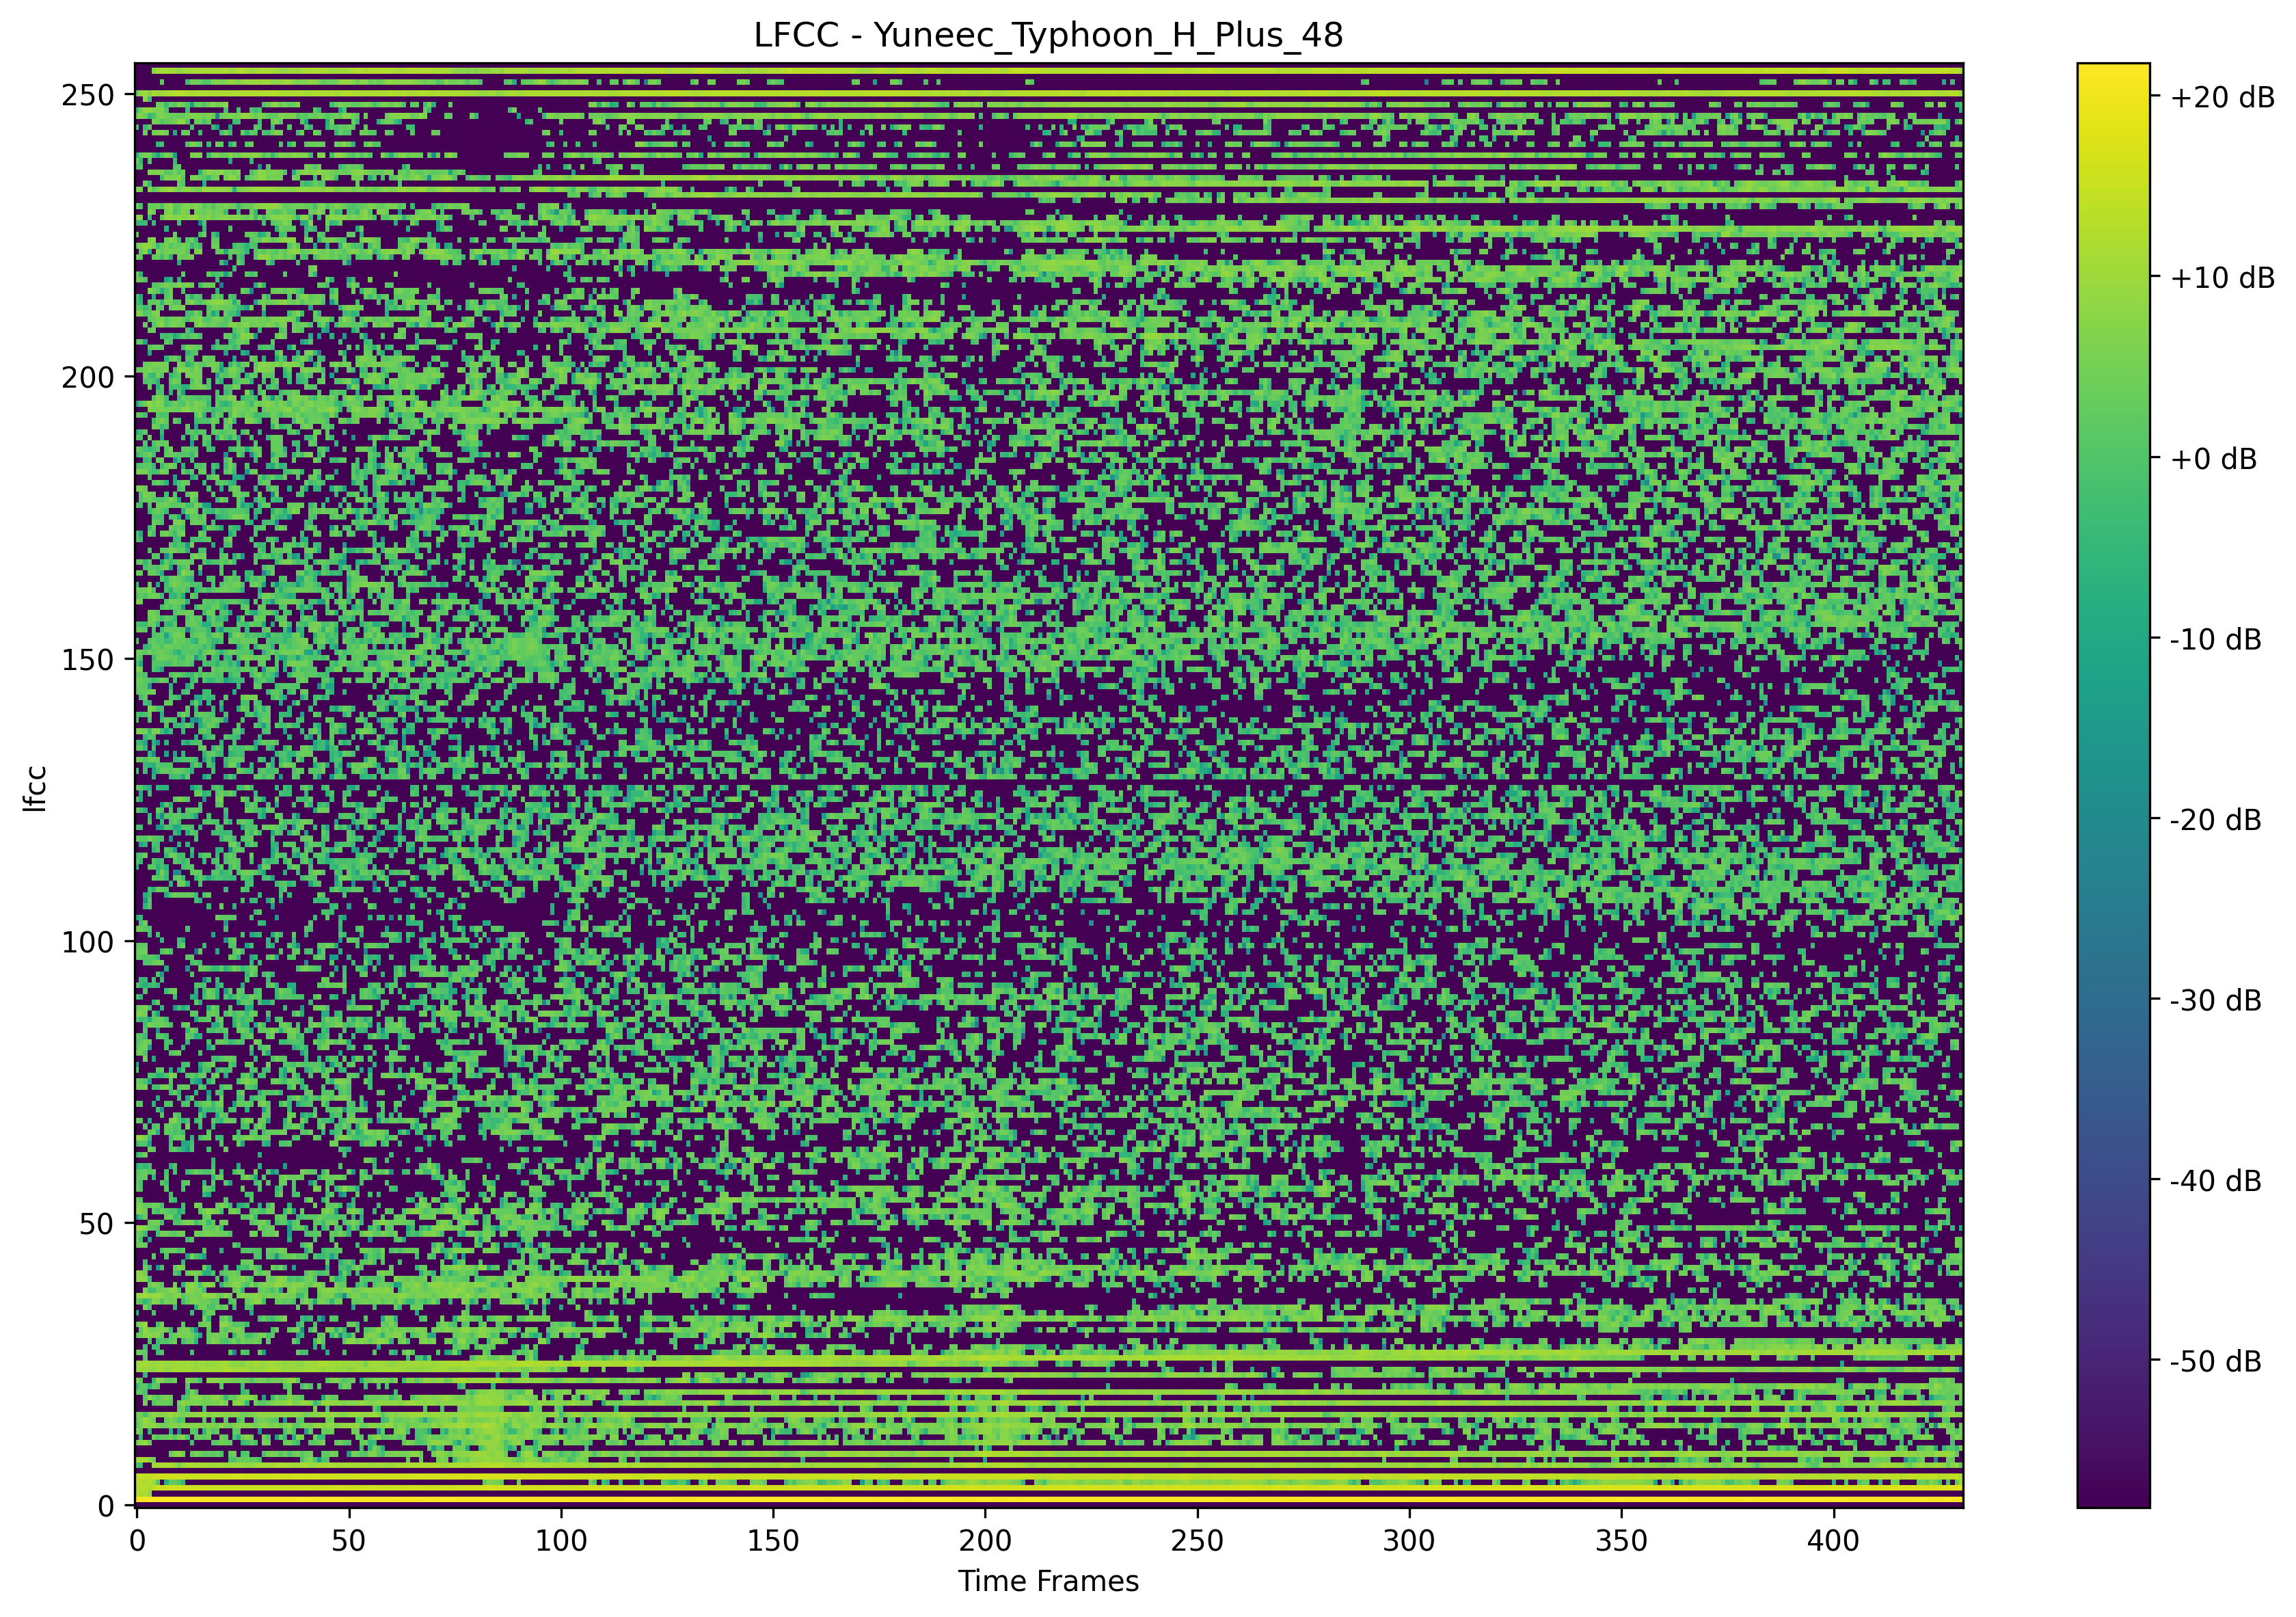 LFCC - Yuneec_Typhoon_H_Plus_48
250
200
150
100
50
0
lfcc
0 50 100 150 200 250 300 350 400
Time Frames
+20 dB
+10 dB
+0 dB
-10 dB
-20 dB
-30 dB
-40 dB
-50 dB